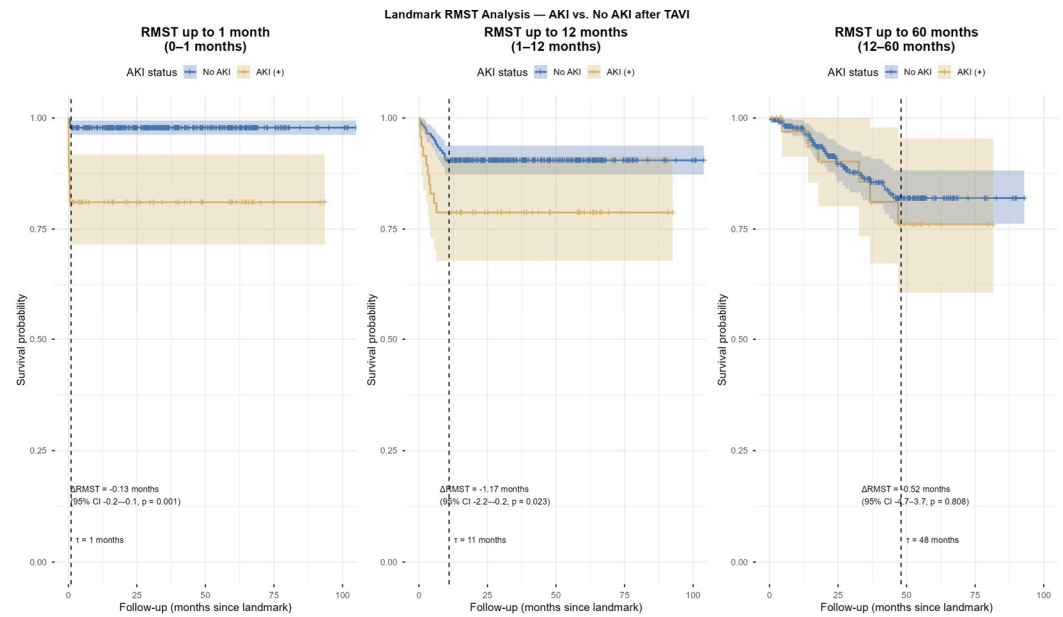 Landmark RMST Analysis — AKI vs. No AKI after TAVI
RMST up to 1 month
(0–1 months)
AKI status No AKI AKI (+)
Survival probability
1.00
0.75
0.50
0.25
0.00
ΔRMST = -0.13 months
(95% CI -0.2–-0.1, p = 0.001)
τ = 1 months
0 25 50 75 100
Follow-up (months since landmark)
RMST up to 12 months
(1–12 months)
AKI status No AKI AKI (+)
Survival probability
1.00
0.75
0.50
0.25
0.00
ΔRMST = -1.17 months
(95% CI -2.2–-0.2, p = 0.023)
τ = 11 months
0 25 50 75 100
Follow-up (months since landmark)
RMST up to 60 months
(12–60 months)
AKI status No AKI AKI (+)
Survival probability
1.00
0.75
0.50
0.25
0.00
ΔRMST = -0.52 months
(95% CI -4.7–3.7, p = 0.808)
τ = 48 months
0 25 50 75 100
Follow-up (months since landmark)